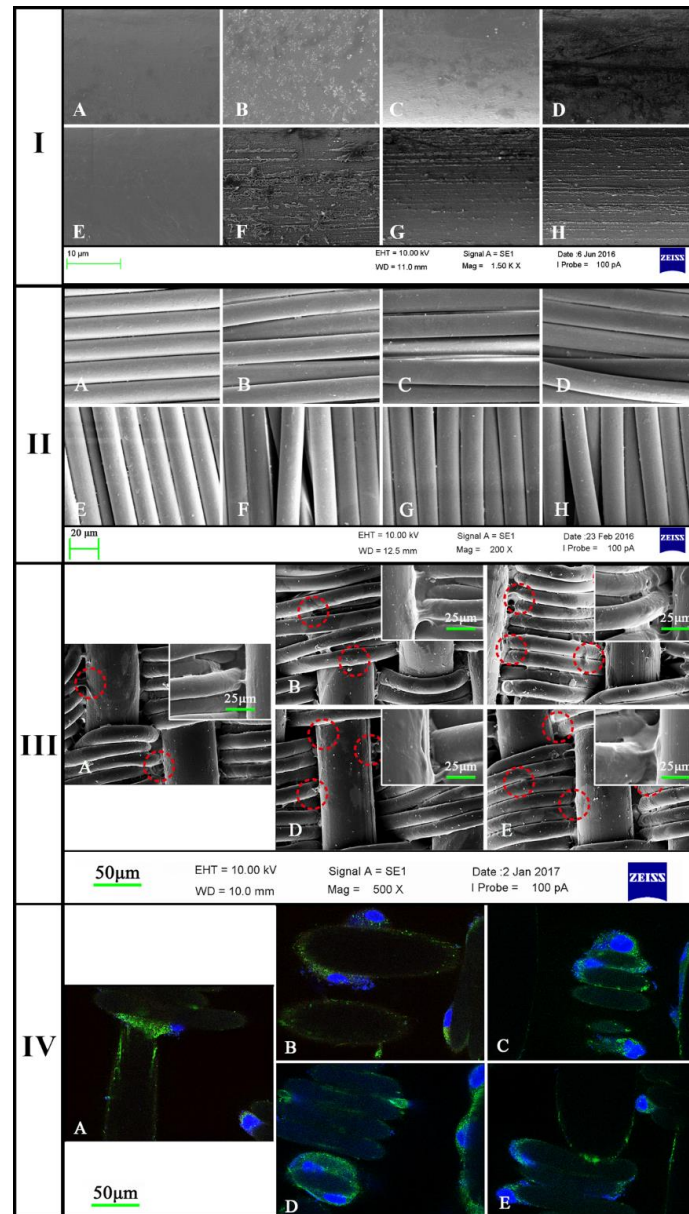 I
A
B
C
D
E
F
G
H
10 µm
EHT = 10.00 kV
Signal A = SE1
Date :6 Jun 2016
WD = 11.0 mm
Mag = 1.50 K X
I Probe = 100 pA
ZEISS
II
A
B
C
D
E
F
G
H
20 µm
EHT = 10.00 kV
Signal A = SE1
Date :23 Feb 2016
WD = 12.5 mm
Mag = 200 X
I Probe = 100 pA
ZEISS
III
A
25µm
B
25µm
C
25µm
D
25µm
E
25µm
50µm
EHT = 10.00 kV
Signal A = SE1
Date :2 Jan 2017
WD = 10.0 mm
Mag = 500 X
I Probe = 100 pA
ZEISS
IV
A
B
C
D
E
50µm